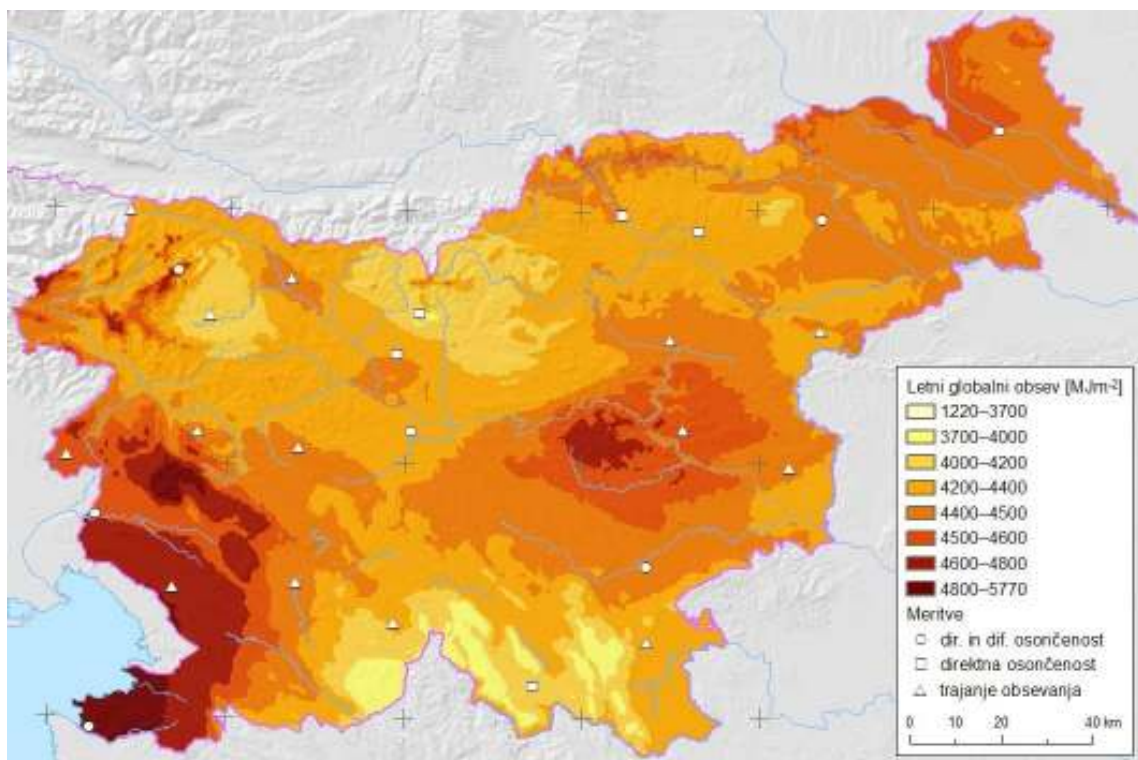 Letni globalni obsev [MJm-2]
1220–3700
3700–4000
4000–4200
4200–4400
4400–4500
4500–4600
4600–4800
4800–5770
Meritve
dir. in dif. osončenost
direktna osončenost
trajanje obsevanja
0 10 20 40 km